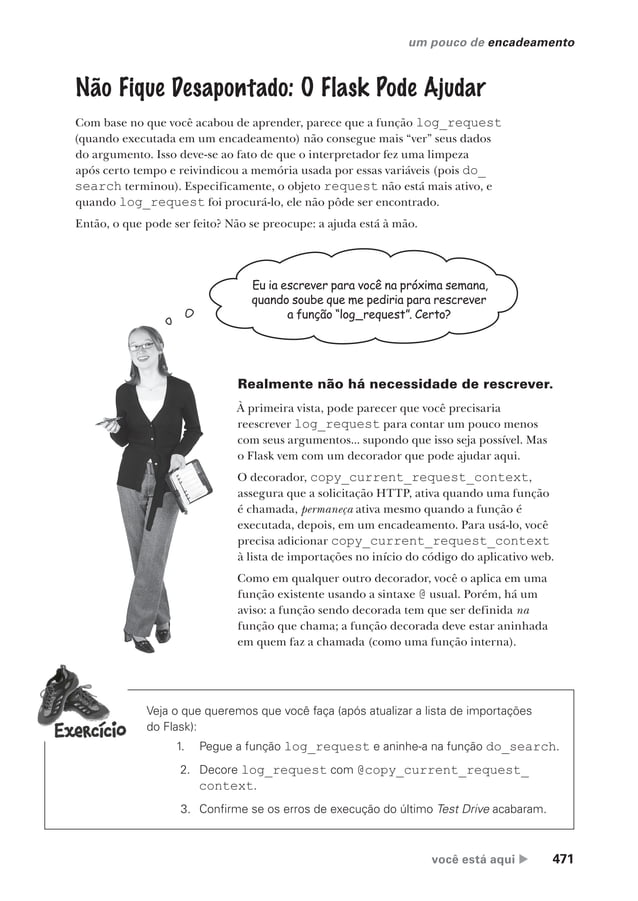 um pouco de encadeamento
Não Fique Desapontado: O Flask Pode Ajudar
Com base no que você acabou de aprender, parece que a função log_request
(quando executada em um encadeamento) não consegue mais “ver” seus dados
do argumento. Isso deve-se ao fato de que o interpretador fez uma limpeza
após certo tempo e reivindicou a memória usada por essas variáveis (pois do_
search terminou). Especificamente, o objeto request não está mais ativo, e
quando log_request foi procurá-lo, ele não pôde ser encontrado.
Então, o que pode ser feito? Não se preocupe: a ajuda está à mão.
Eu ia escrever para você na próxima semana,
quando soube que me pediria para rescrever
a função “log_request”. Certo?
Realmente não há necessidade de rescrever.
À primeira vista, pode parecer que você precisaria
reescrever log_request para contar um pouco menos
com seus argumentos... supondo que isso seja possível. Mas
o Flask vem com um decorador que pode ajudar aqui.
O decorador, copy_current_request_context,
assegura que a solicitação HTTP, ativa quando uma função
é chamada, permaneça ativa mesmo quando a função é
executada, depois, em um encadeamento. Para usá-lo, você
precisa adicionar copy_current_request_context
à lista de importações no início do código do aplicativo web.
Como em qualquer outro decorador, você o aplica em uma
função existente usando a sintaxe @ usual. Porém, há um
aviso: a função sendo decorada tem que ser definida na
função que chama; a função decorada deve estar aninhada
em quem faz a chamada (como uma função interna).
Exercício
Veja o que queremos que você faça (após atualizar a lista de importações
do Flask):
1. Pegue a função log_request e aninhe-a na função do_search.
2. Decore log_request com @copy_current_request_
context.
3. Confirme se os erros de execução do último Test Drive acabaram.
você está aqui ▶ 471